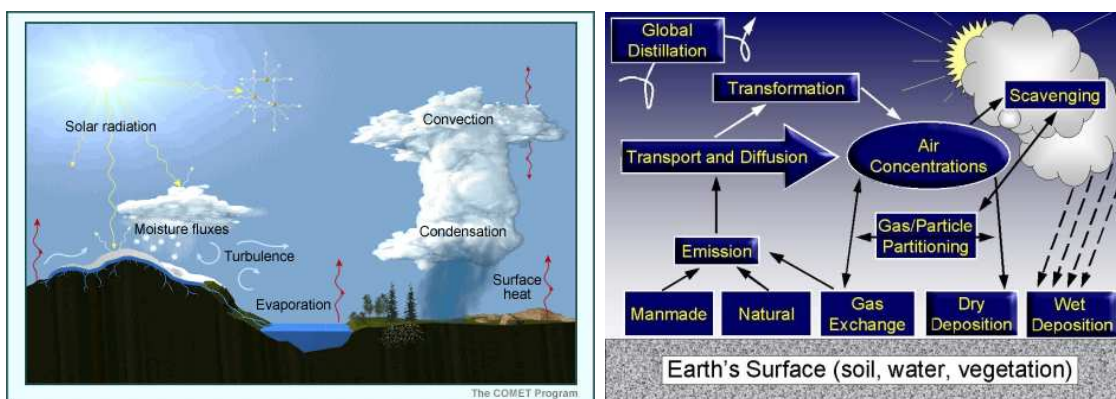 Solar radiation
Convection
Moisture fluxes
Condensation
Turbulence
Evaporation
Surface
heat
The COMET Program
Global
Distillation
Transformation
Scavenging
Transport and Diffusion
Air
Concentrations
Gas/Particle
Partitioning
Emission
Manmade
Natural
Gas
Exchange
Dry
Deposition
Wet
Deposition
Earth's Surface (soil, water, vegetation)